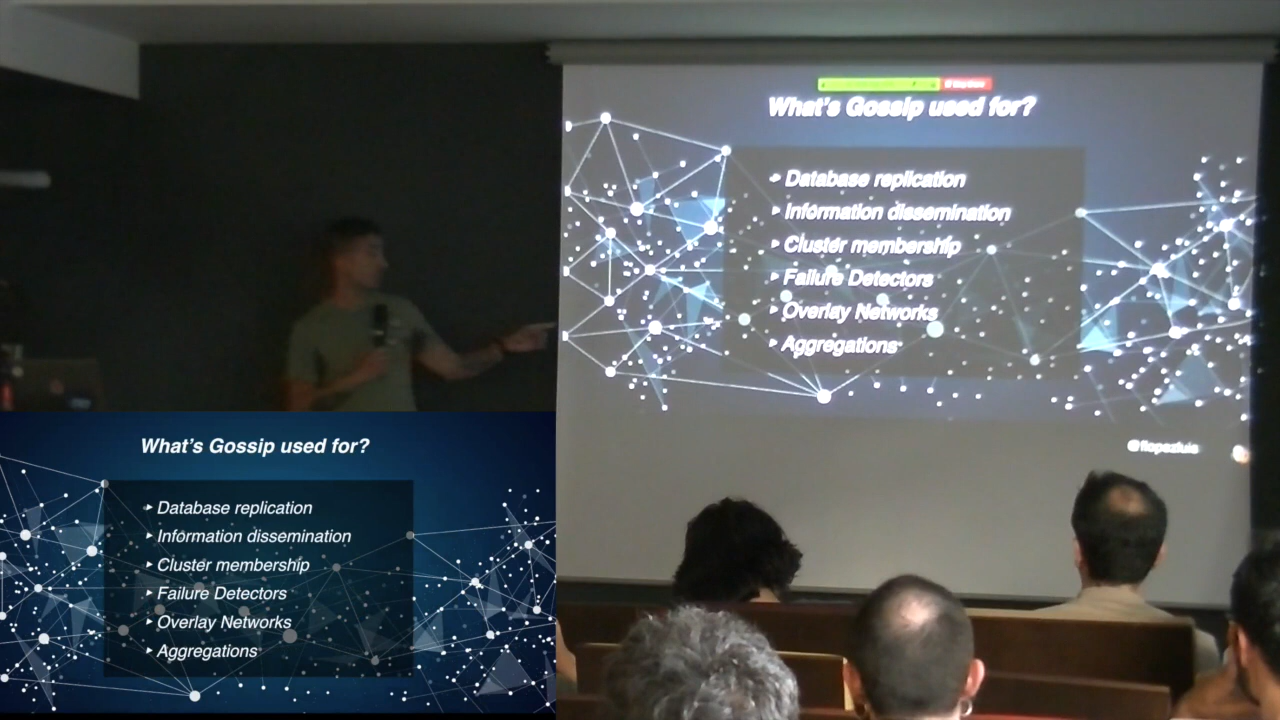 What's Gossip used for?
Database replication
Information dissemination
Cluster membership
Failure Detectors
Overlay Networks
Aggregations
@flopezluis
What's Gossip used for?
Database replication
Information dissemination
Cluster membership
Failure Detectors
Overlay Networks
Aggregations